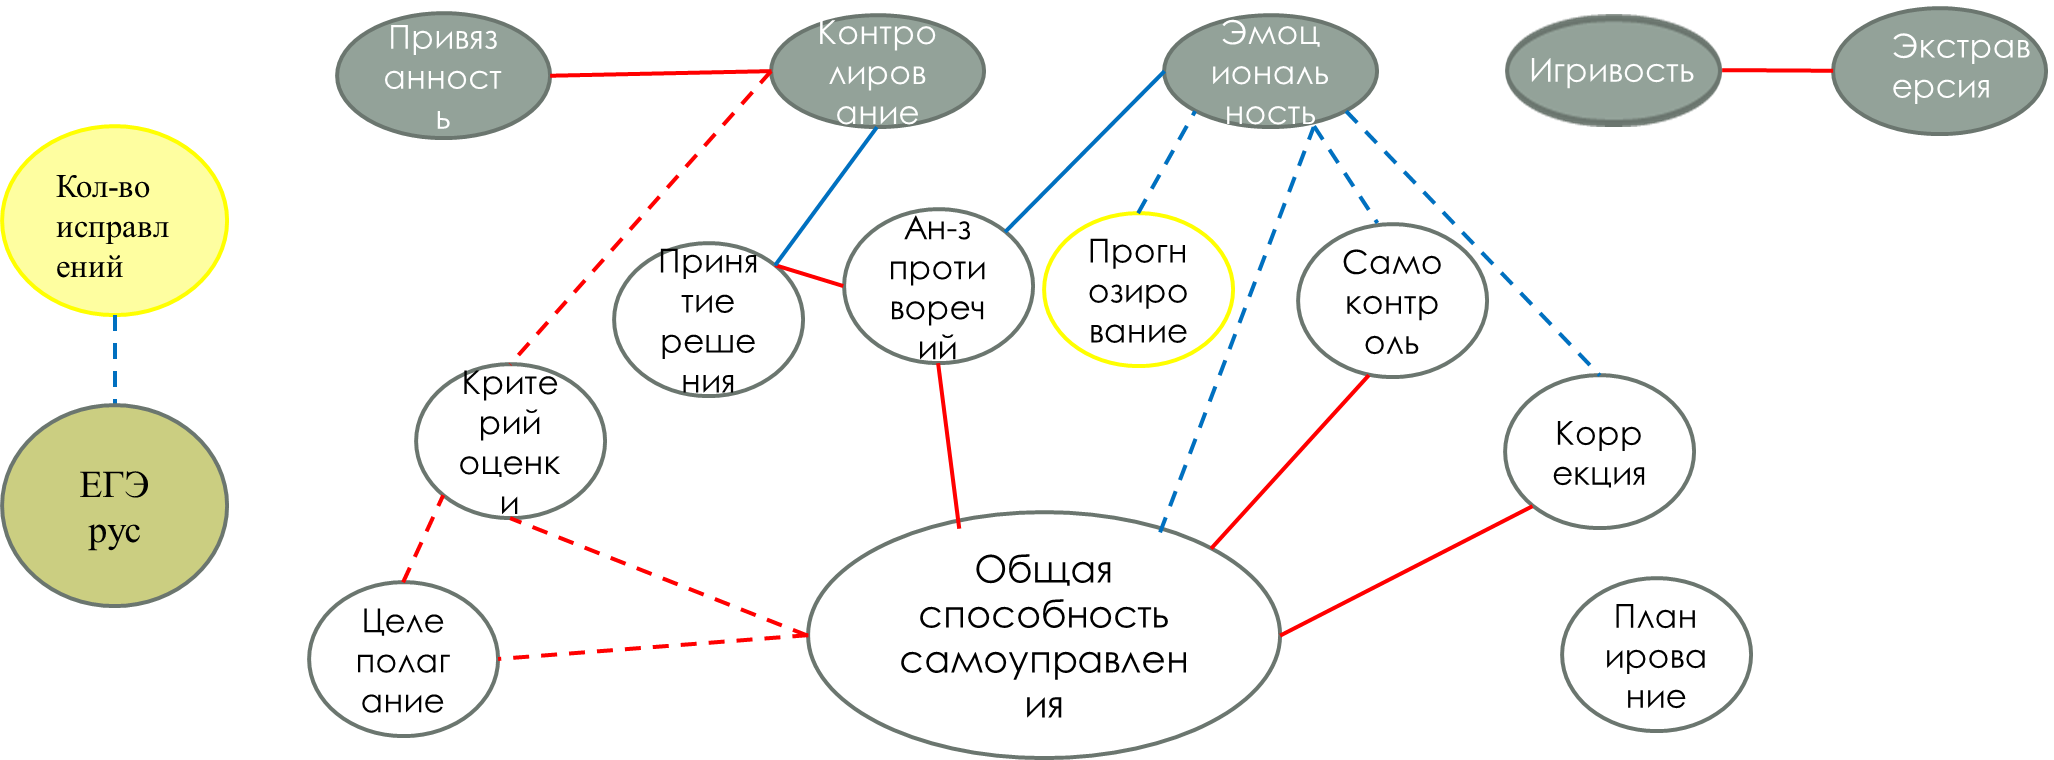 Привяз
анност
ь
Контро
лиров
ание
Эмоц
иональ
ность
Игривость
Экстрав
ерсия
Кол-во
исправл
ений
Приня
тие
реше
ния
Ан-з
проти
вореч
ий
Прогн
озиро
вание
Само
контр
оль
Крите
рий
оценк
и
Корр
екция
ЕГЭ
рус
Целе
полаг
ание
Общая
способность
самоуправлен
ия
План
ирова
ние